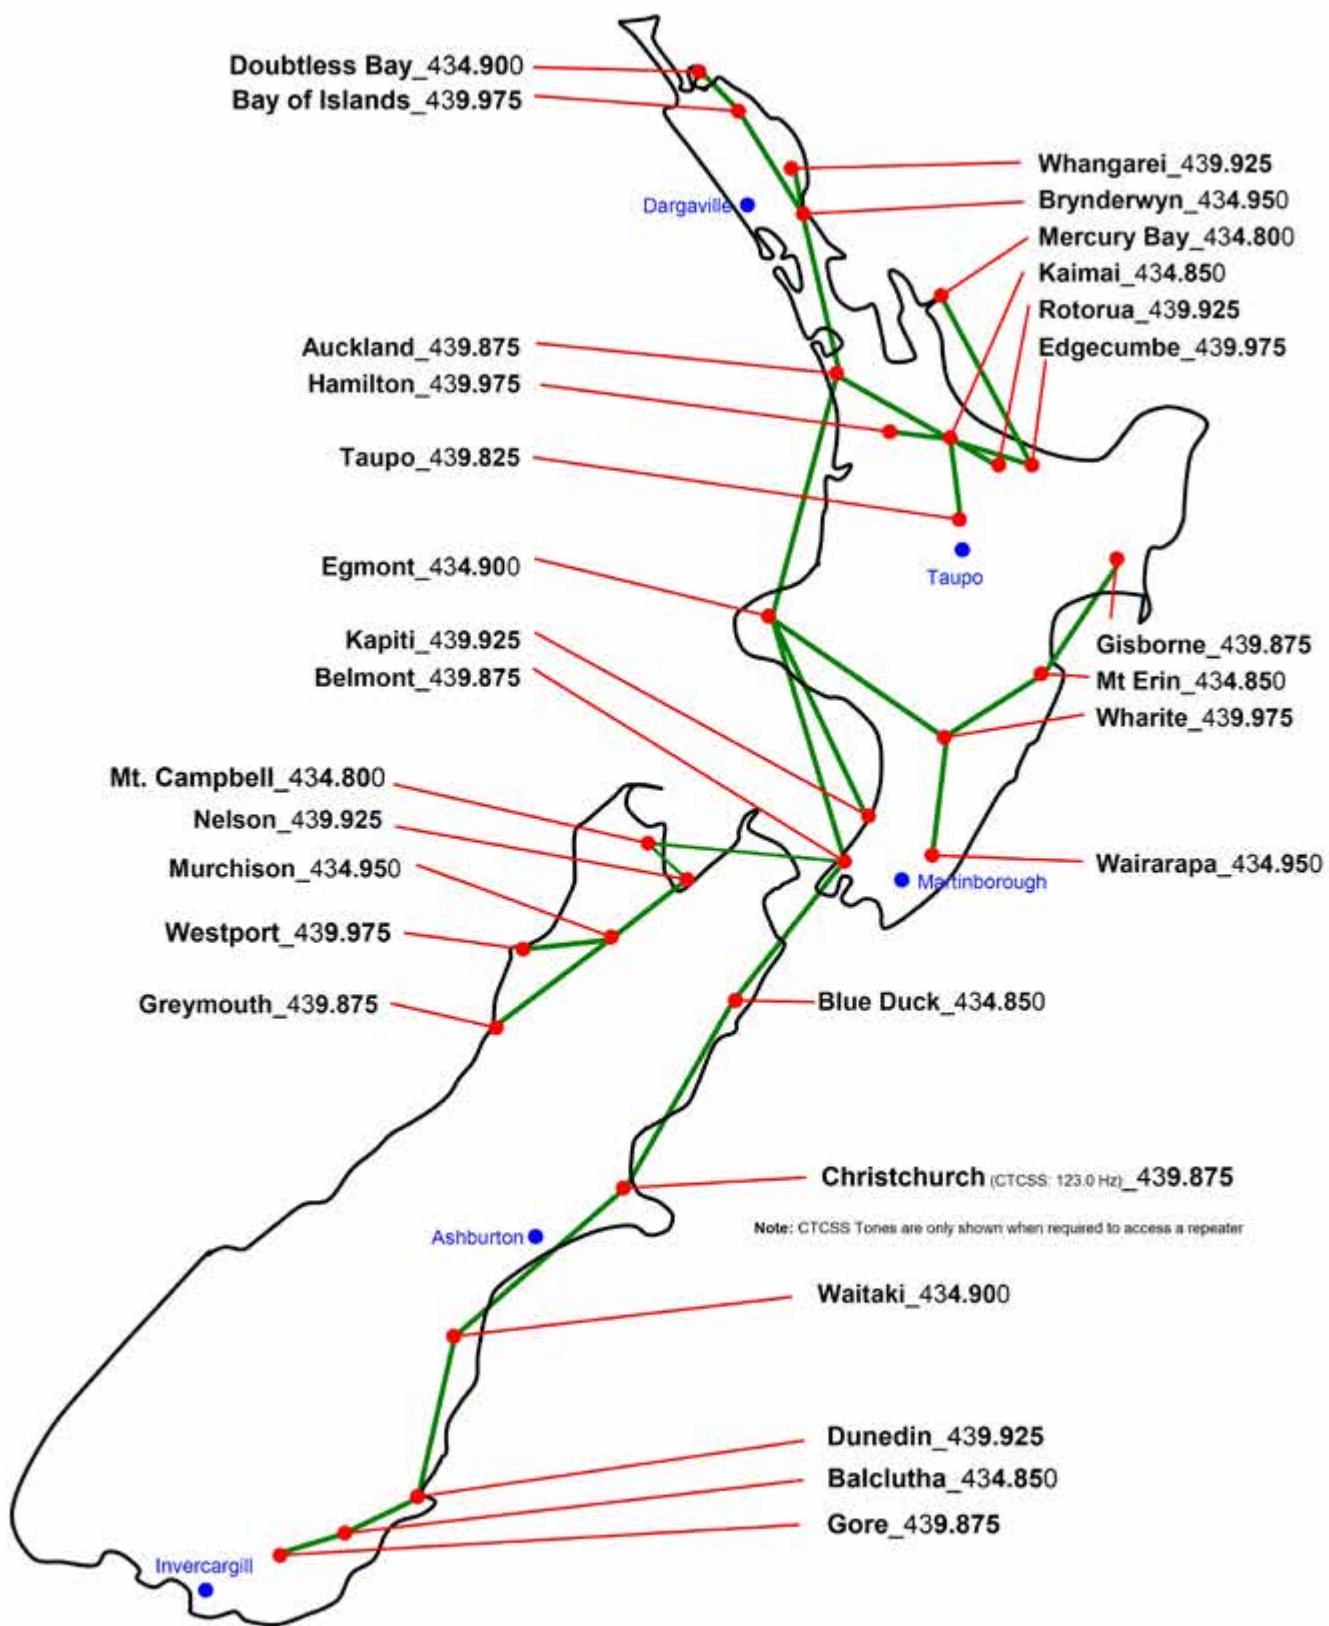 Doubtless Bay_434.900
Bay of Islands_439.975
Whangarei_439.925
Dargaville
Brynderwyn_434.950
Mercury Bay_434.800
Kaimai_434.850
Rotorua_439.925
Auckland_439.875
Edgecumbe_439.975
Hamilton_439.975
Taupo_439.825
Egmont_434.900
Taupo
Kapiti_439.925
Gisborne_439.875
Belmont_439.875
Mt Erin_434.850
Wharite_439.975
Mt. Campbell_434.800
Nelson_439.925
Murchison_434.950
Wairarapa_434.950
Martinborough
Westport_439.975
Greymouth_439.875
Blue Duck_434.850
Christchurch (CTCSS: 123.0 Hz)_439.875
Note: CTCSS Tones are only shown when required to access a repeater
Ashburton
Waitaki_434.900
Dunedin_439.925
Balclutha_434.850
Gore_439.875
Invercargill